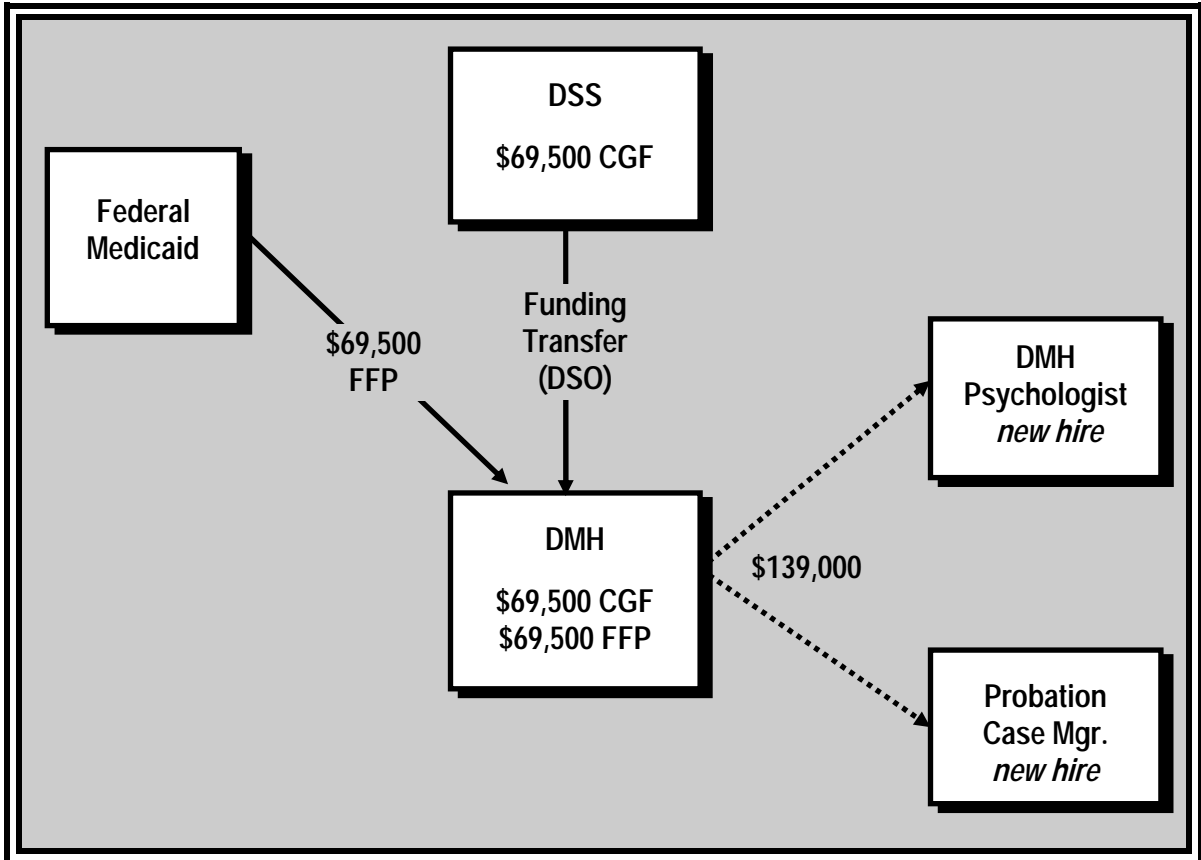 DSS
$69,500 CGF
Federal
Medicaid
$69,500
FFP
Funding
Transfer
(DSO)
DMH
$69,500 CGF
$69,500 FFP
$139,000
DMH
Psychologist
new hire
Probation
Case Mgr.
new hire